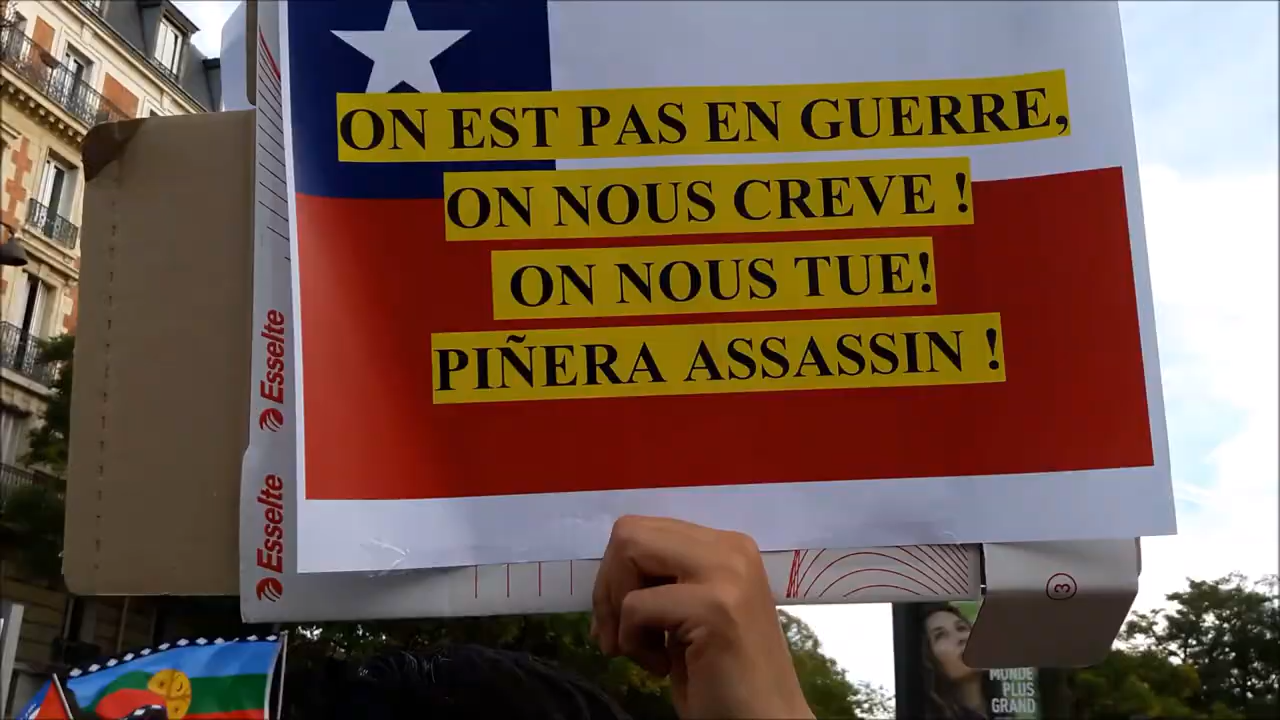 ON EST PAS EN GUERRE,
ON NOUS CREVE !
ON NOUS TUE!
PIÑERA ASSASSIN !
Esselte
Esselte
3
MONDE
PLUS
GRAND